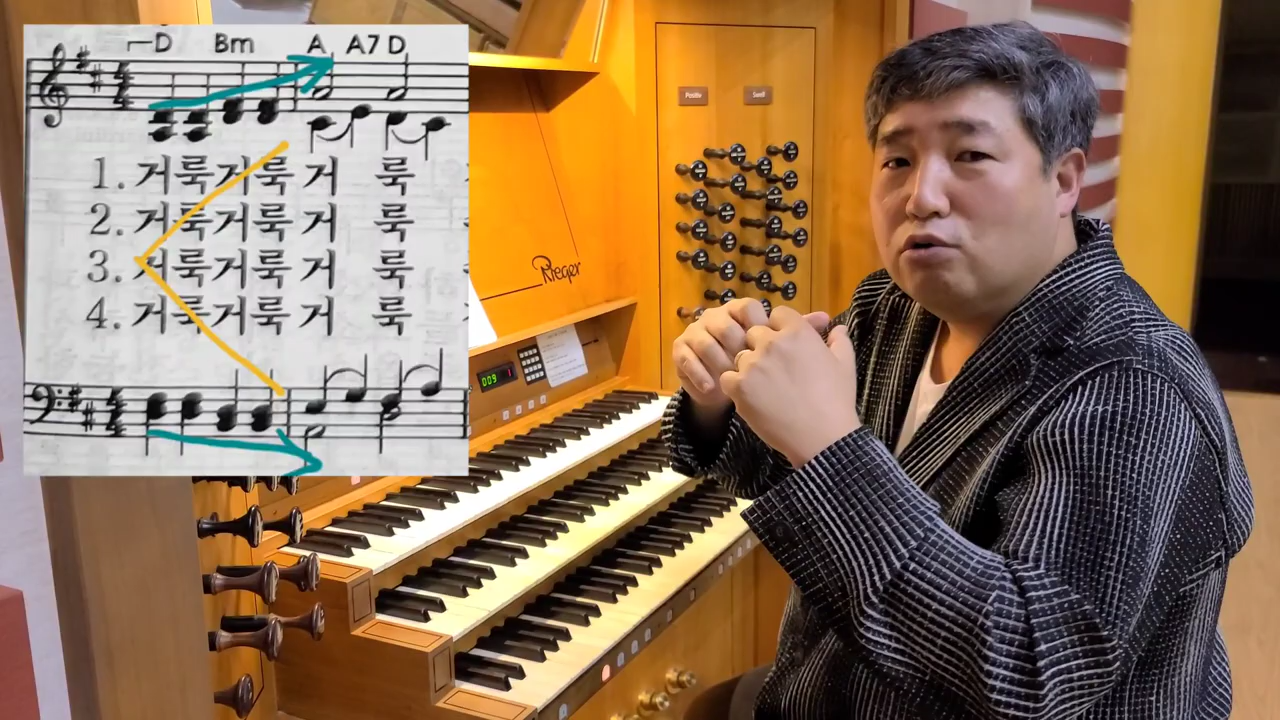 D Bm A A7 D
1. 거룩거룩 거 룩
2. 거룩거룩 거 룩
3. 거룩거룩 거 룩
4. 거룩거룩 거 룩
Positiv Swell
Rieger
009 1